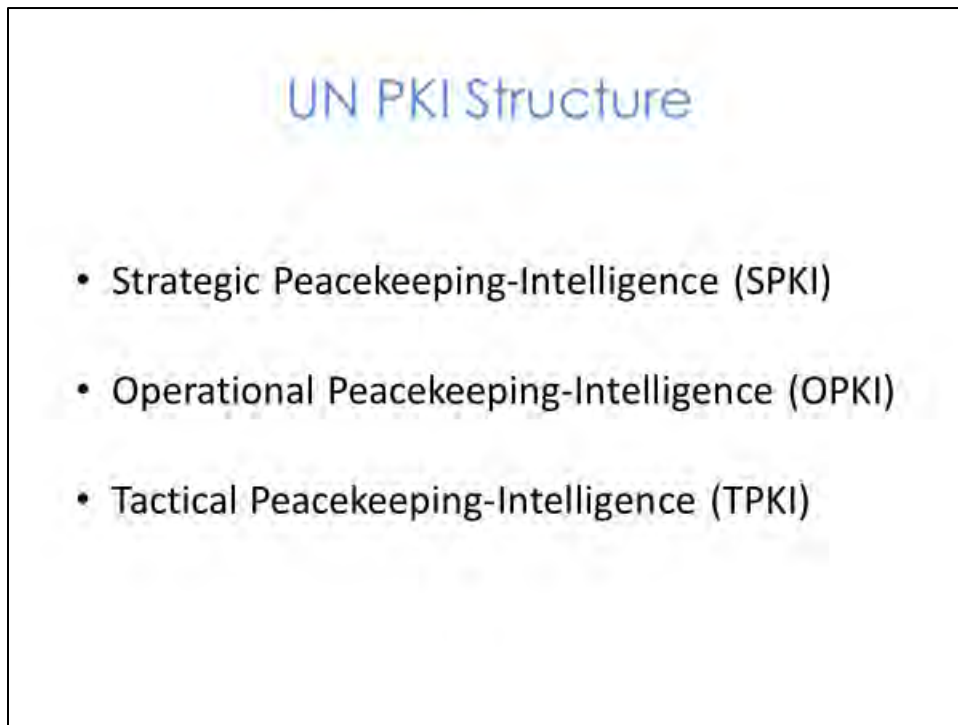 UN PKI Structure
• Strategic Peacekeeping-Intelligence (SPKI)
• Operational Peacekeeping-Intelligence (OPKI)
• Tactical Peacekeeping-Intelligence (TPKI)